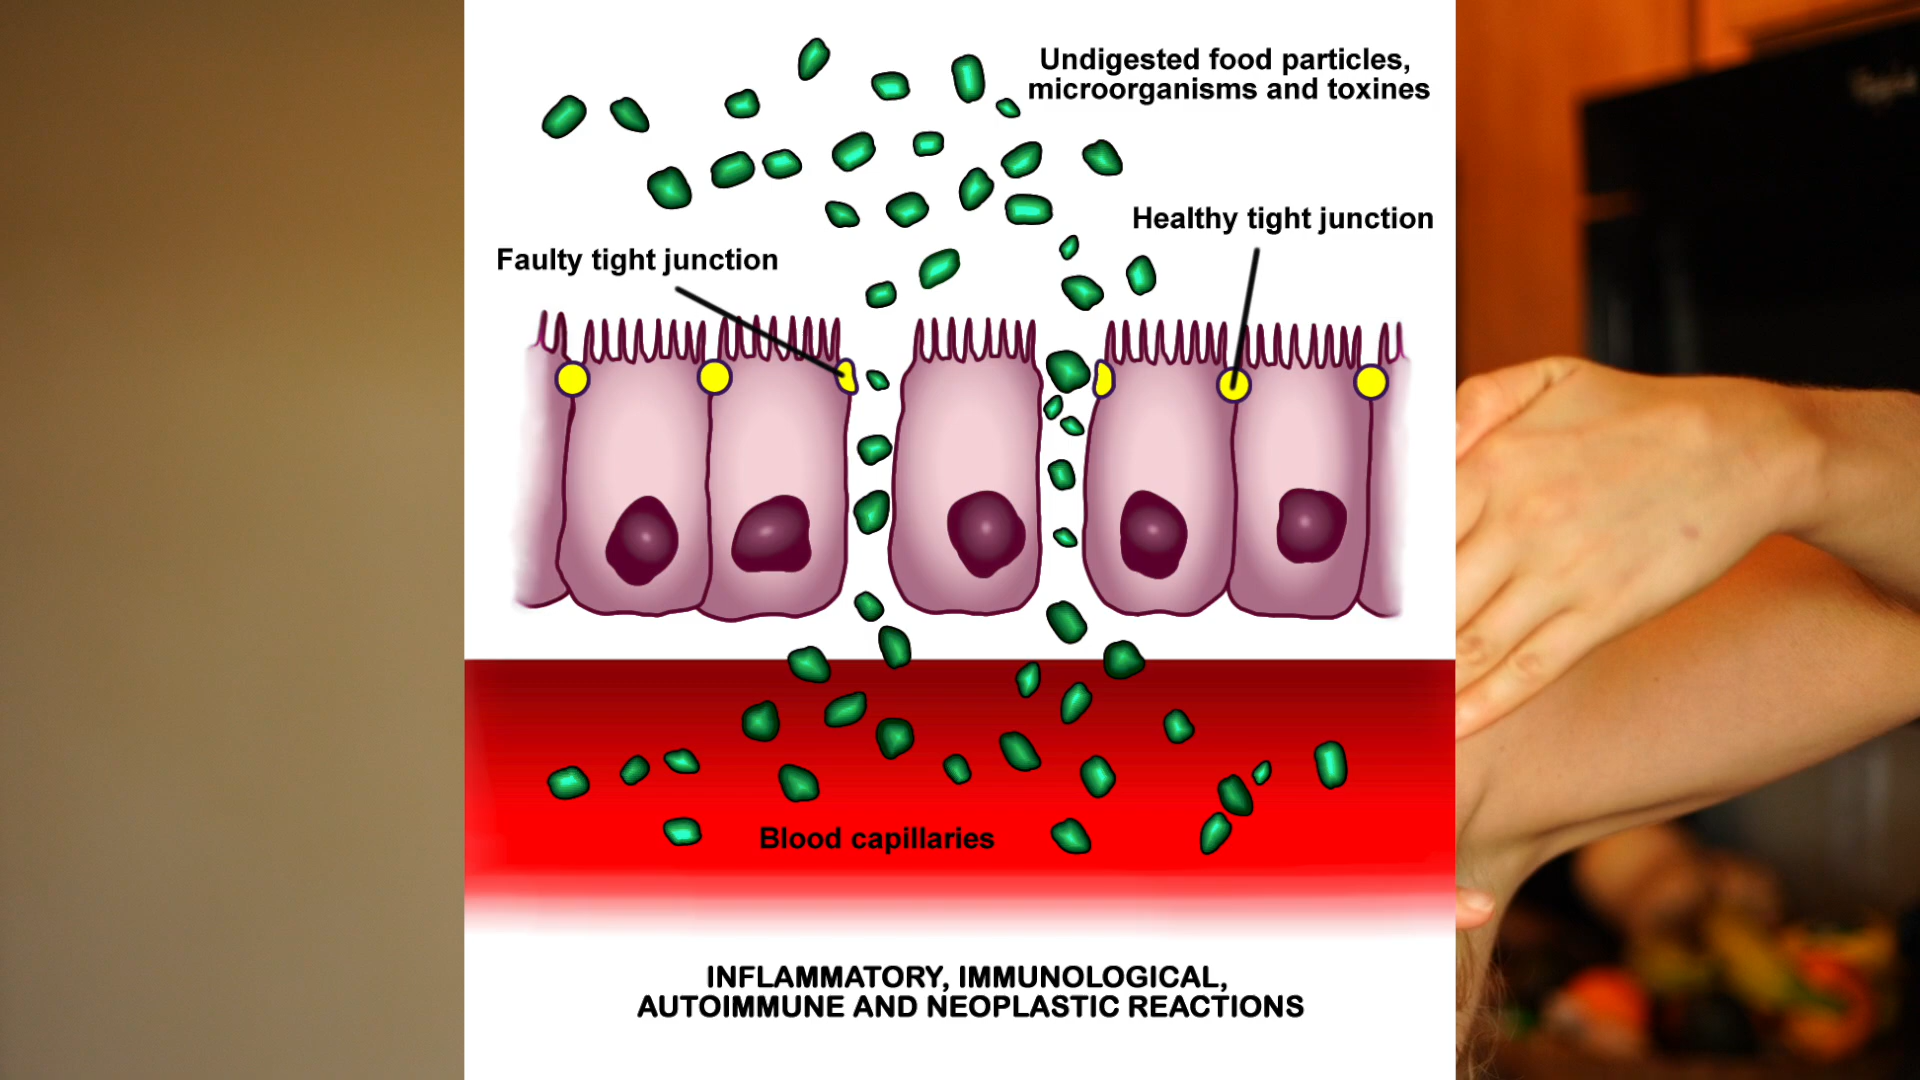 Undigested food particles,
microorganisms and toxines
Healthy tight junction
Faulty tight junction
Blood capillaries
INFLAMMATORY, IMMUNOLOGICAL,
AUTOIMMUNE AND NEOPLASTIC REACTIONS